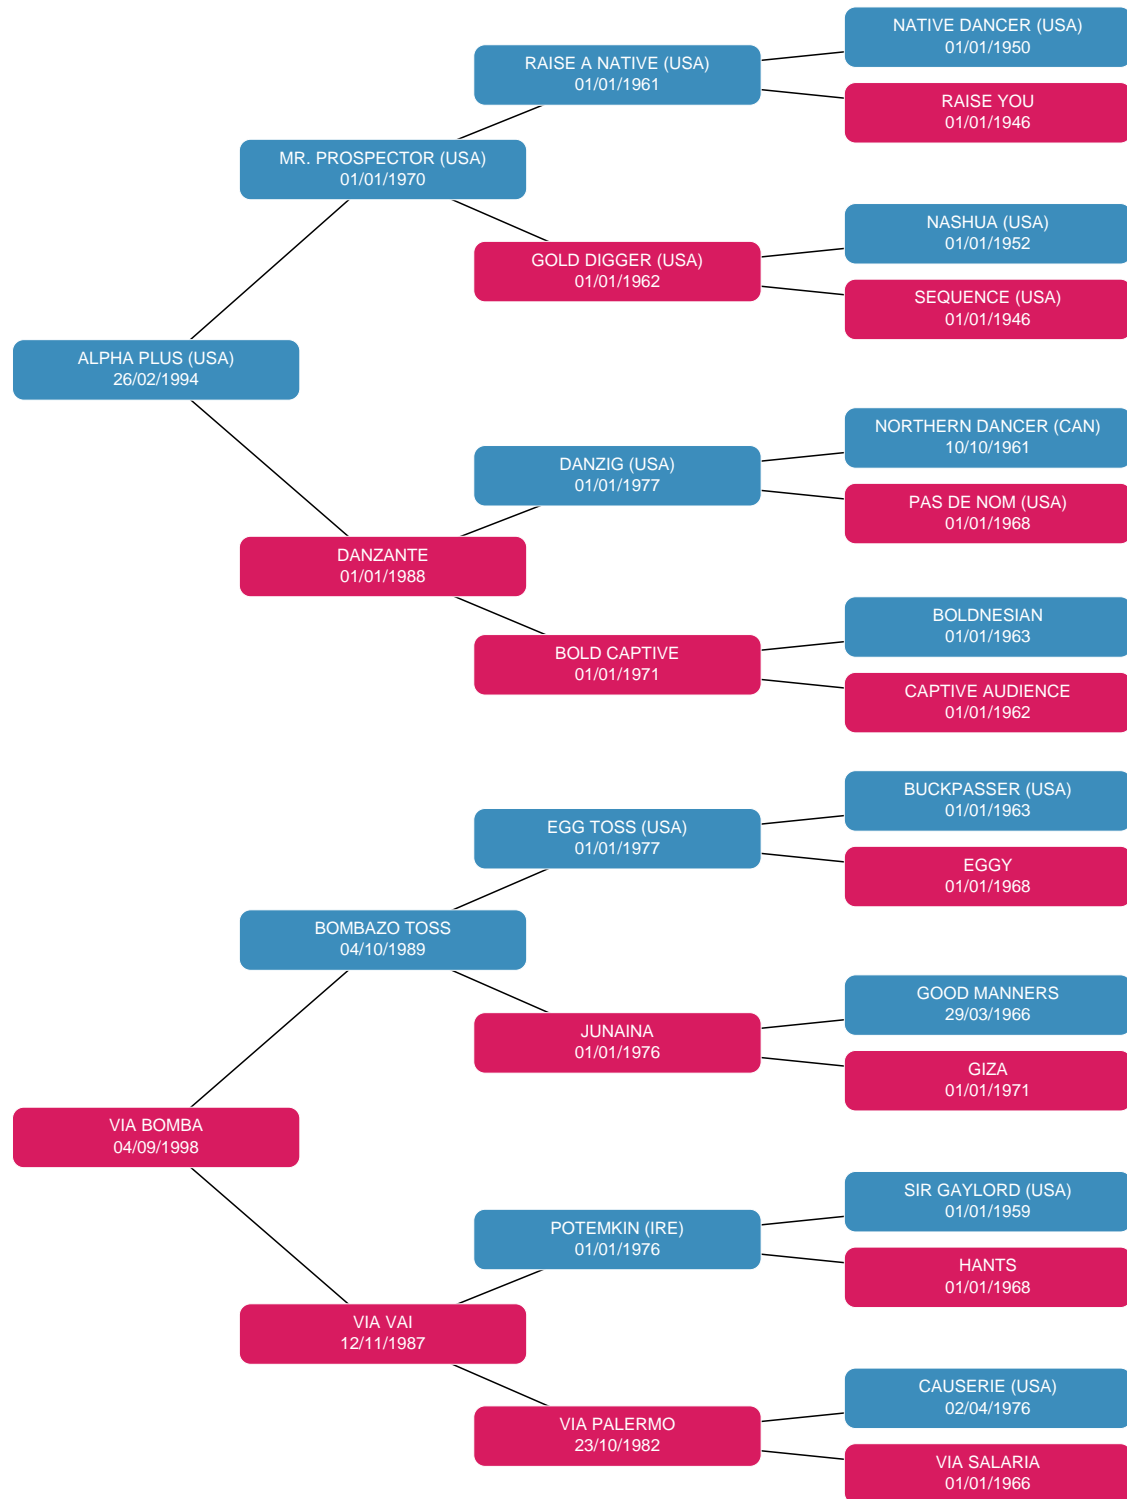 NATIVE DANCER (USA)
01/01/1950
RAISE A NATIVE (USA)
01/01/1961
RAISE YOU
01/01/1946
MR. PROSPECTOR (USA)
01/01/1970
NASHUA (USA)
01/01/1952
GOLD DIGGER (USA)
01/01/1962
SEQUENCE (USA)
01/01/1946
ALPHA PLUS (USA)
26/02/1994
NORTHERN DANCER (CAN)
10/10/1961
DANZIG (USA)
01/01/1977
PAS DE NOM (USA)
01/01/1968
DANZANTE
01/01/1988
BOLDNESIAN
01/01/1963
BOLD CAPTIVE
01/01/1971
CAPTIVE AUDIENCE
01/01/1962
BUCKPASSER (USA)
01/01/1963
EGG TOSS (USA)
01/01/1977
EGGY
01/01/1968
BOMBAZO TOSS
04/10/1989
GOOD MANNERS
29/03/1966
JUNAINA
01/01/1976
GIZA
01/01/1971
VIA BOMBA
04/09/1998
SIR GAYLORD (USA)
01/01/1959
POTEMKIN (IRE)
01/01/1976
HANTS
01/01/1968
VIA VAI
12/11/1987
CAUSERIE (USA)
02/04/1976
VIA PALERMO
23/10/1982
VIA SALARIA
01/01/1966